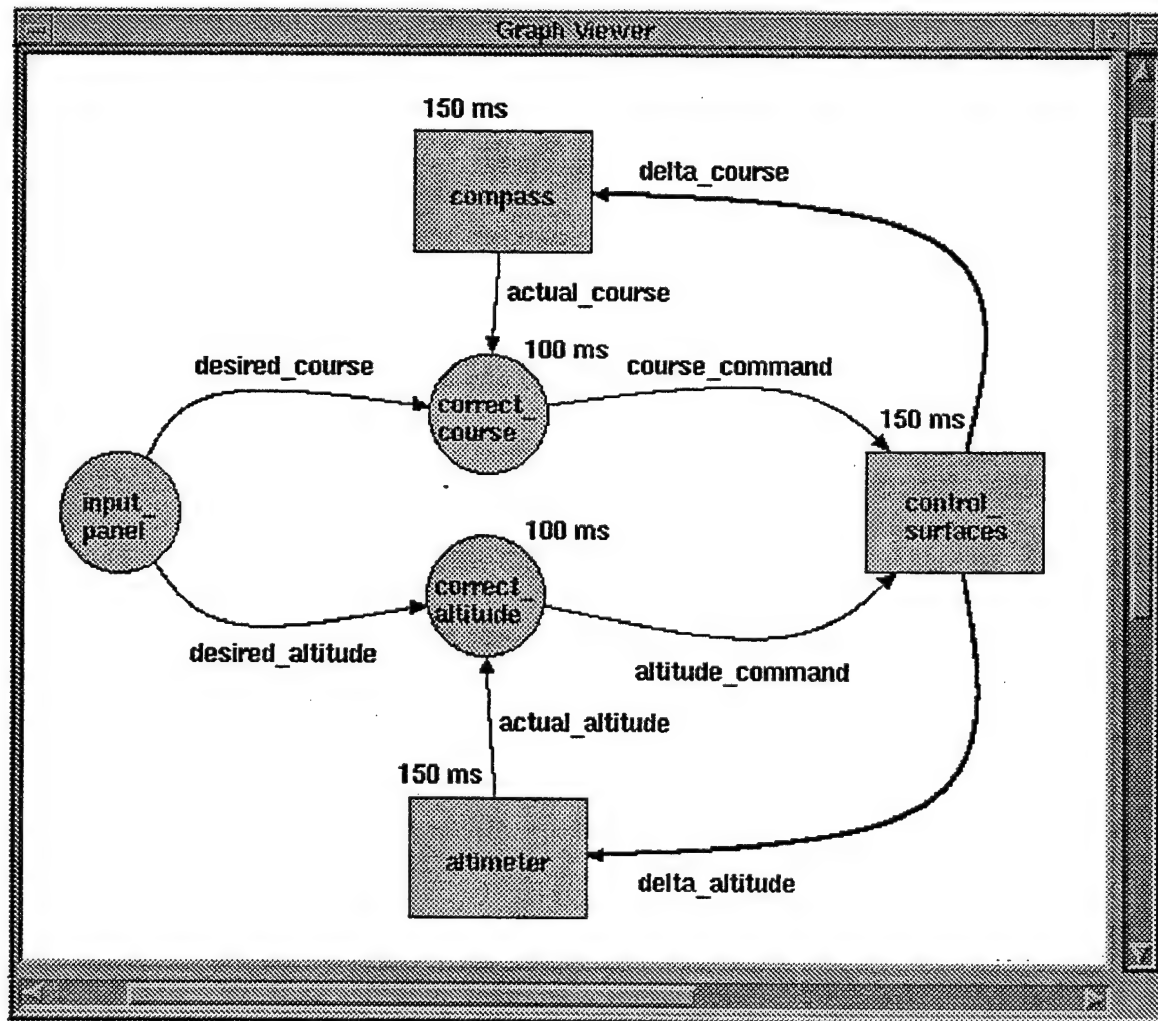 Graph Viewer
150 ms
compass
delta_course
actual_course
100 ms
desired_course
course_command
correct_
course
150 ms
input_
panel
control_
surfaces
100 ms
correct_
altitude
desired_altitude
altitude_command
actual_altitude
150 ms
altimeter
delta_altitude